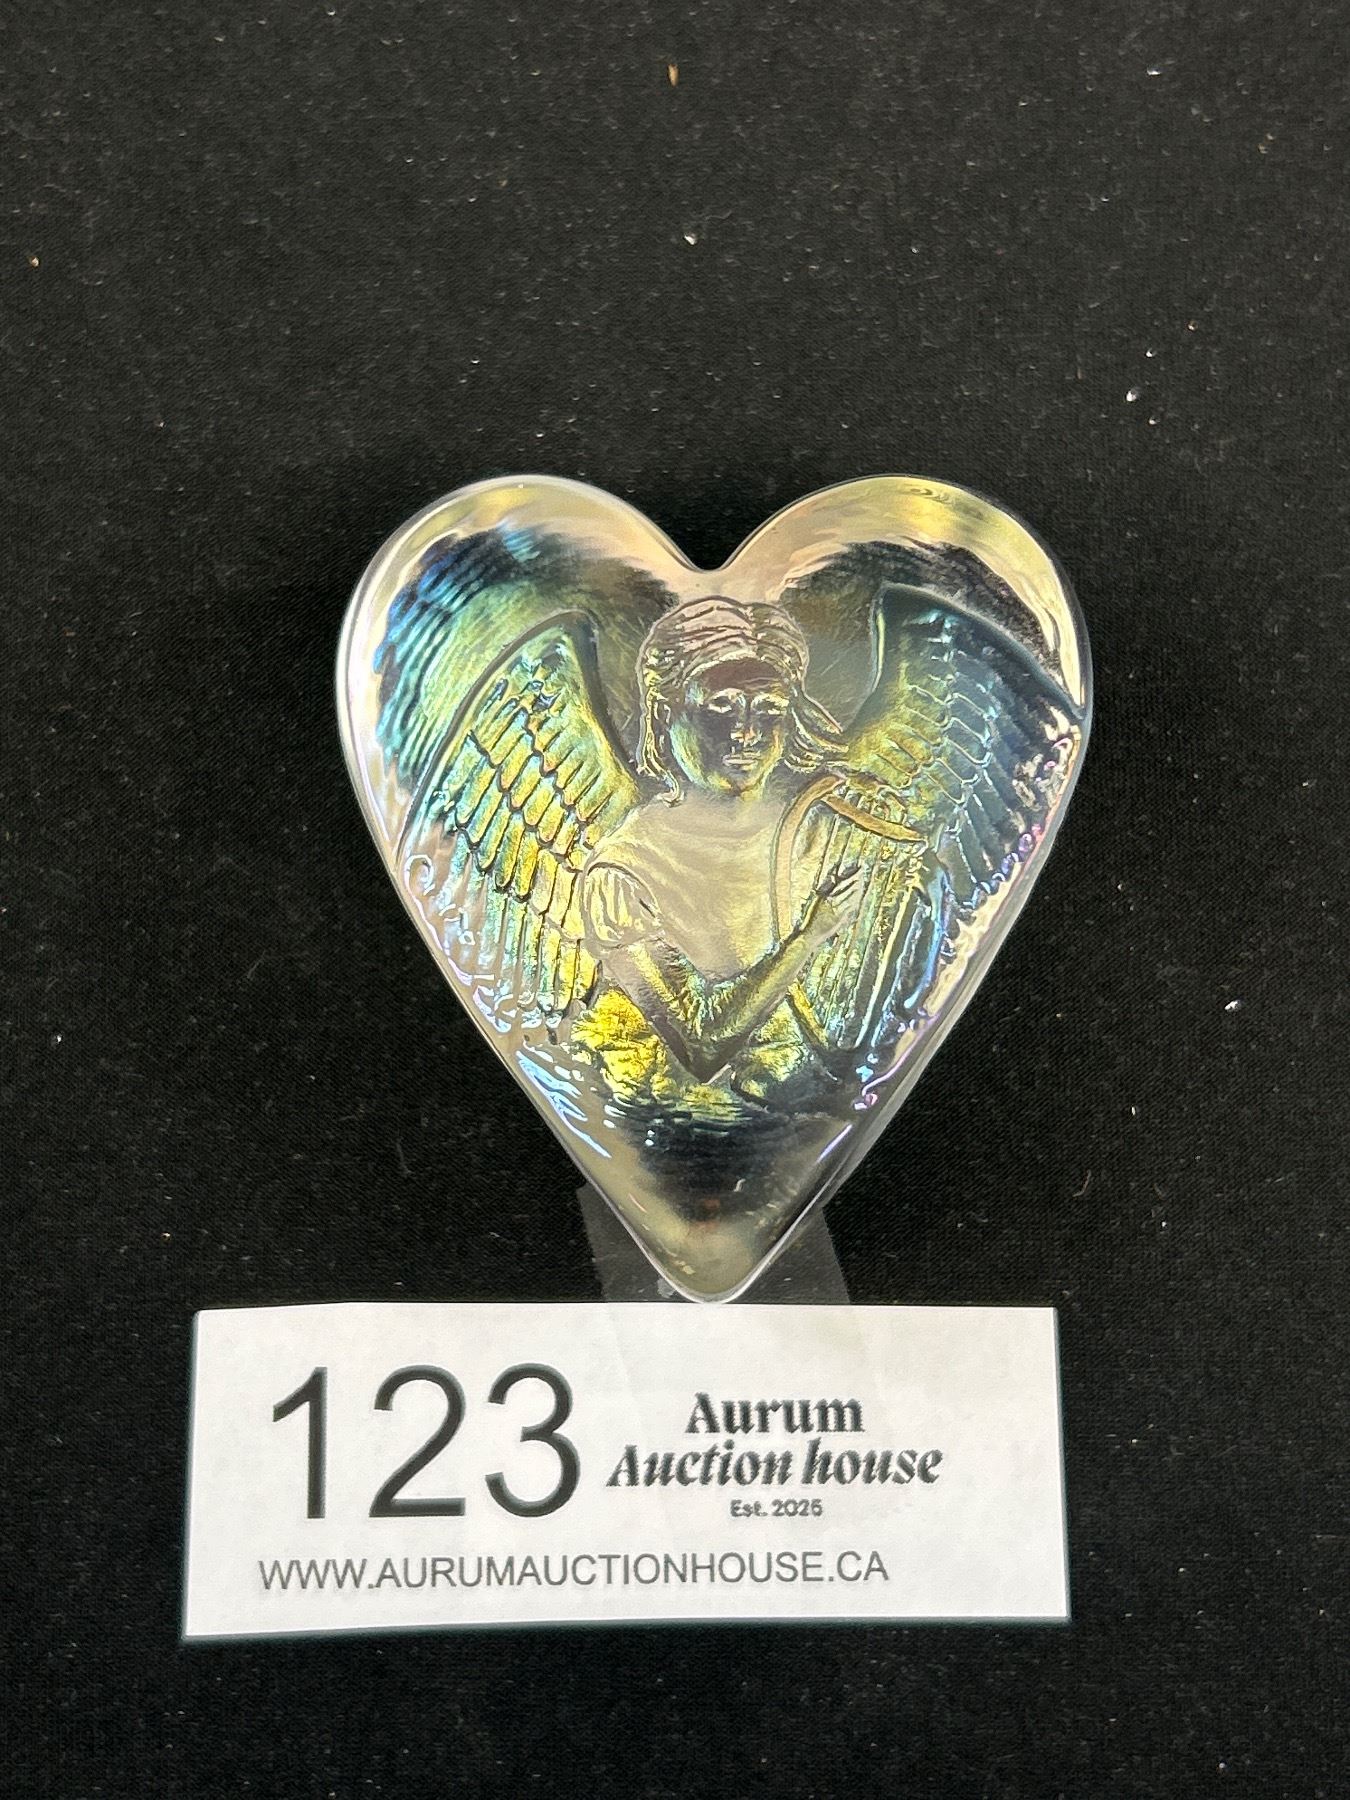 123
Aurum
Auction house
Est. 2025
WWW.AURUMAUCTIONHOUSE.CA